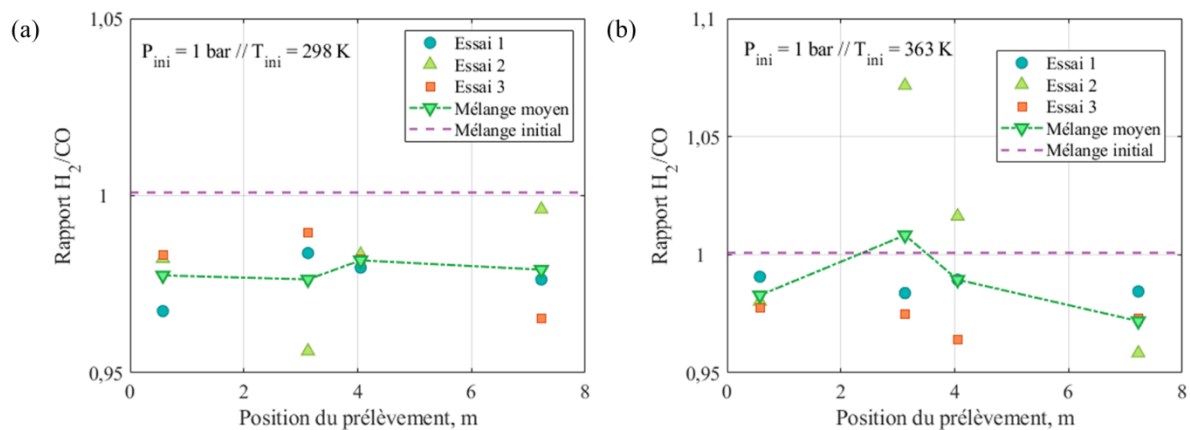 (a)
1,05
P_ini = 1 bar // T_ini = 298 K
Essai 1
Essai 2
Essai 3
Mélange moyen
Mélange initial
Rapport H_2/CO
1
0,95
0
2
4
6
8
Position du prélèvement, m
(b)
1,1
P_ini = 1 bar // T_ini = 363 K
Essai 1
Essai 2
Essai 3
Mélange moyen
Mélange initial
Rapport H_2/CO
1,05
1
0,95
0
2
4
6
8
Position du prélèvement, m